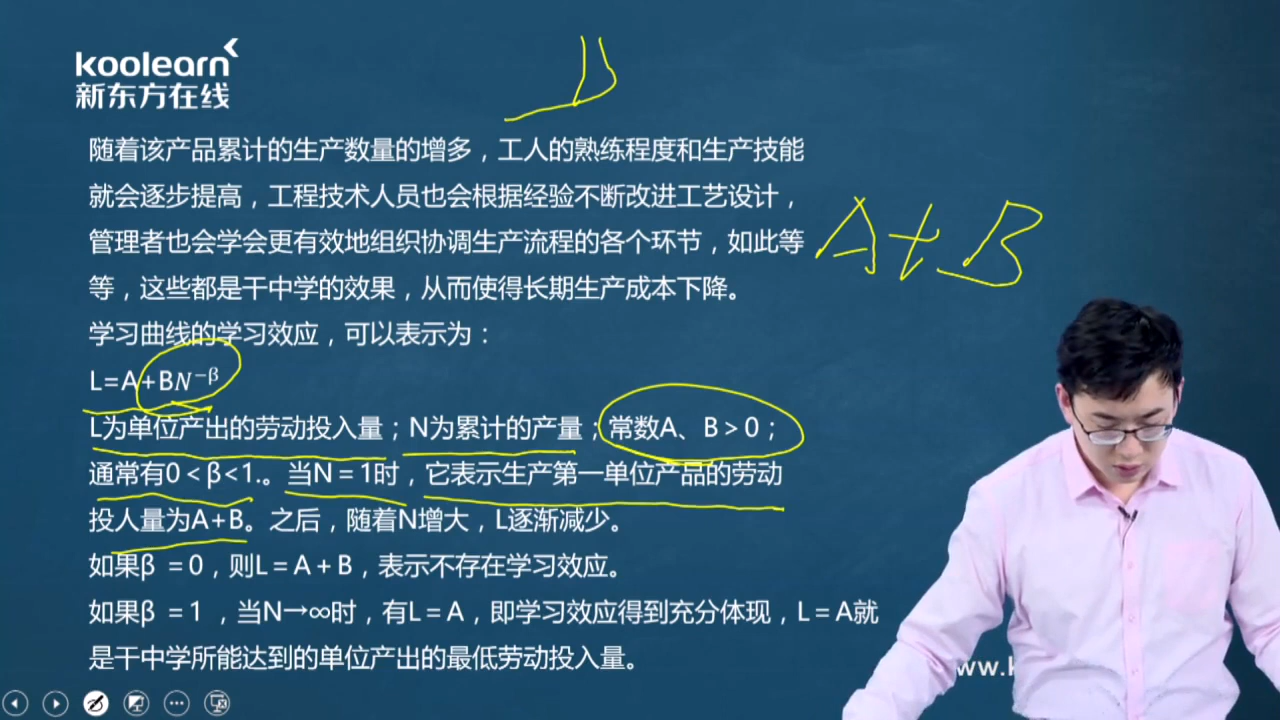 koolearn
新东方在线
B
随着该产品累计的生产数量的增多，工人的熟练程度和生产技能
就会逐步提高，工程技术人员也会根据经验不断改进工艺设计，
管理者也会学会更有效地组织协调生产流程的各个环节，如此等
A+B
等，这些都是干中学的效果，从而使得长期生产成本下降。
学习曲线的学习效应，可以表示为：
L=A+BN^{-β}
L为单位产出的劳动投入量；N为累计的产量；常数A、B＞0；
通常有0＜β<1.。当N＝1时，它表示生产第一单位产品的劳动
投人量为A+B。之后，随着N增大，L逐渐减少。
如果β ＝0，则L＝A＋B，表示不存在学习效应。
如果β ＝1 ，当N→∞时，有L＝A，即学习效应得到充分体现，L＝A就
是干中学所能达到的单位产出的最低劳动投入量。